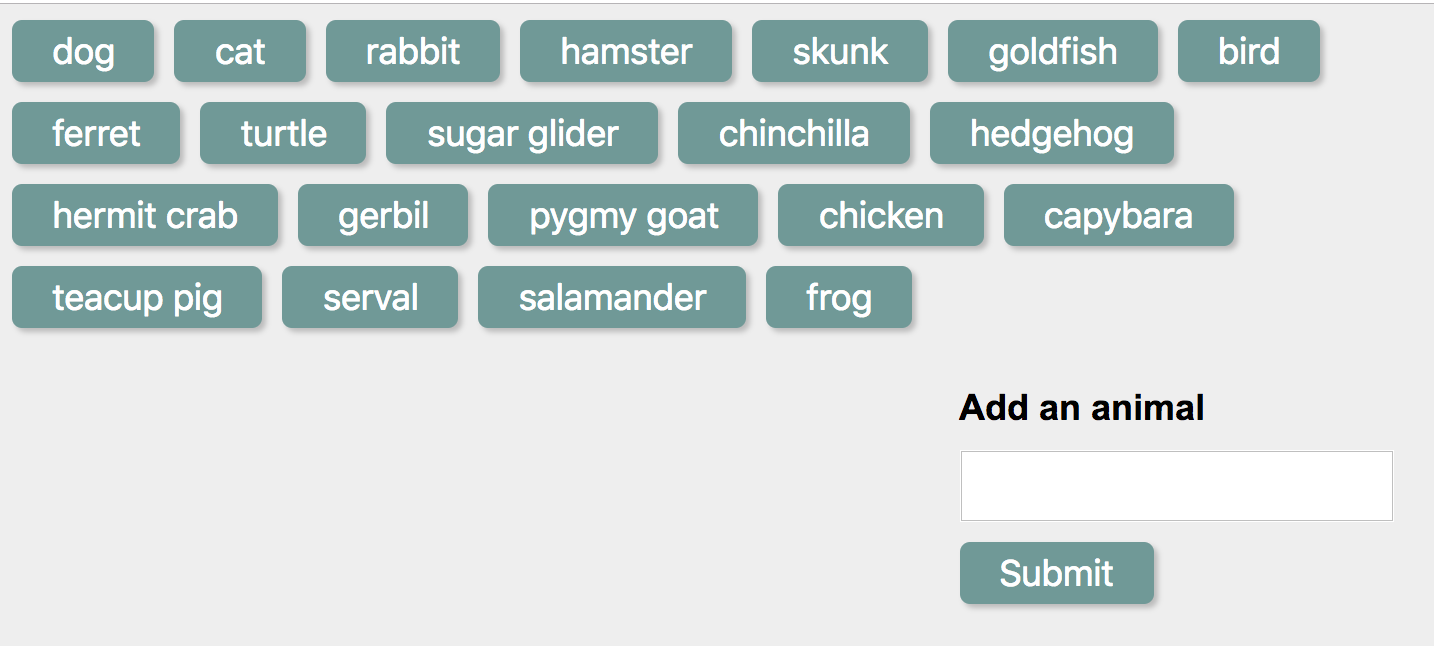 dog cat rabbit hamster skunk goldfish bird
ferret turtle sugar glider chinchilla hedgehog
hermit crab gerbil pygmy goat chicken capybara
teacup pig serval salamander frog
Add an animal
Submit